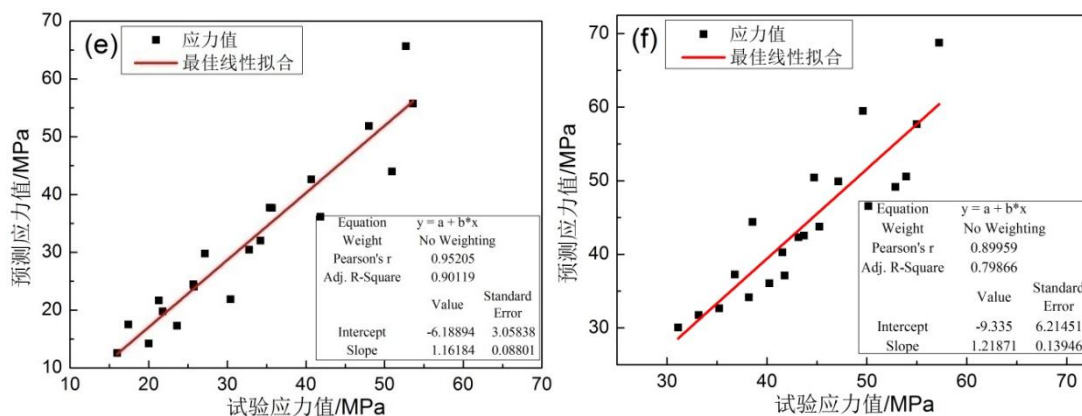 (e)
应力值
最佳线性拟合
预测应力值/MPa
70
60
50
40
30
20
10
Equation y = a + b*x
Weight No Weighting
Pearson's r 0.95205
Adj. R-Square 0.90119
Value Standard Error
Intercept -6.18894 3.05838
Slope 1.16184 0.08801
10 20 30 40 50 60 70
试验应力值/MPa
(f)
应力值
最佳线性拟合
预测应力值/MPa
70
60
50
40
30
Equation y = a + b*x
Weight No Weighting
Pearson's r 0.89959
Adj. R-Square 0.79866
Value Standard Error
Intercept -9.335 6.21451
Slope 1.21871 0.13946
30 40 50 60 70
试验应力值/MPa